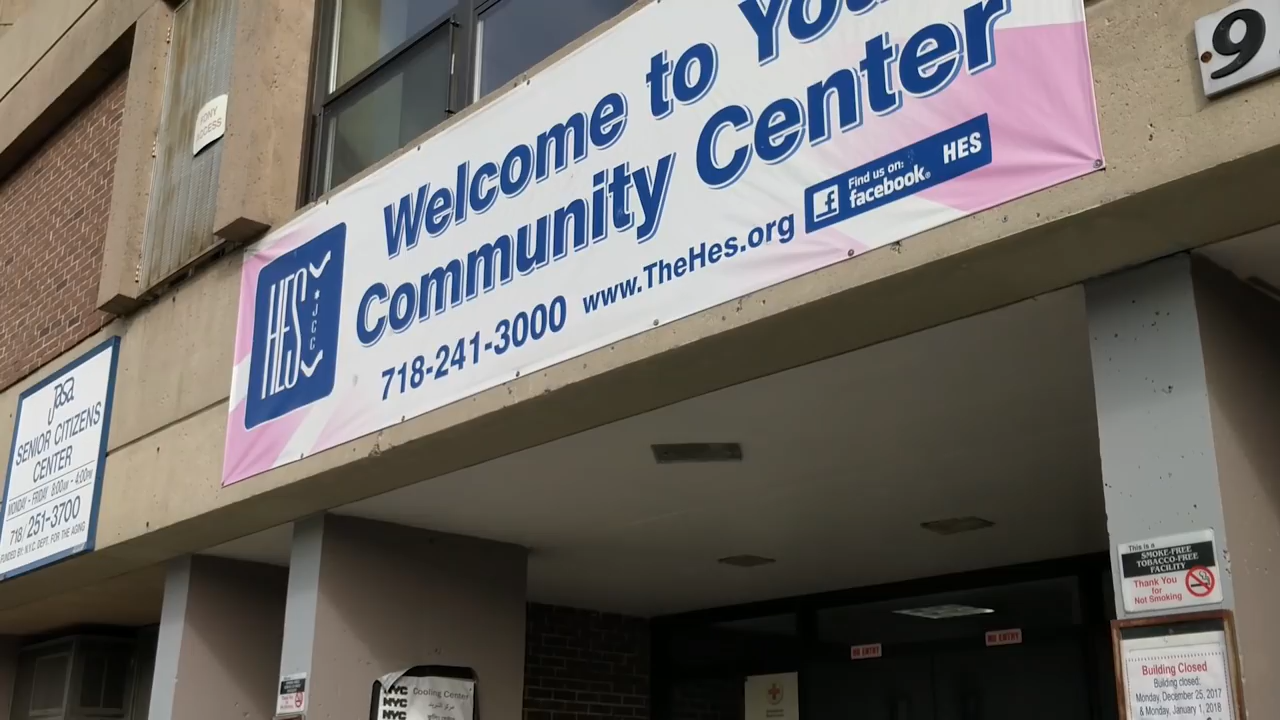 Welcome to You
Community Center
718-241-3000 www.TheHes.org
Find us on:
facebook®
HES
HES
JCC
9
FDNY
ACCESS
Jasa
SENIOR CITIZENS
CENTER
MONDAY - FRIDAY 8:00AM - 4:00PM
718/251-3700
FUNDED BY: N.Y.C. DEPT. FOR THE AGING
This is a
SMOKE-FREE
TOBACCO-FREE
FACILITY
Thank You
for
Not Smoking
Building Closed
Building closed:
Monday, December 25, 2017
& Monday, January 1, 2018
NO ENTRY
NO ENTRY
NYC Cooling Center
NYC
NYC